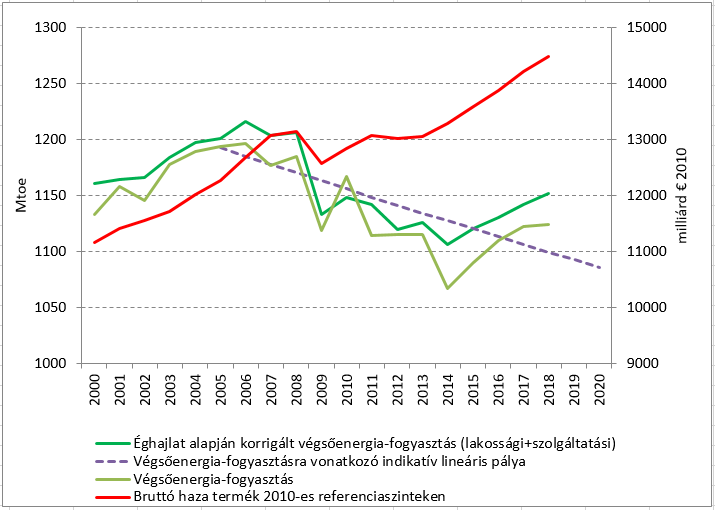 1300
1250
1200
1150
1100
1050
1000
Mtoe
15000
14000
13000
12000
11000
10000
9000
milliárd € 2010
2000 2001 2002 2003 2004 2005 2006 2007 2008 2009 2010 2011 2012 2013 2014 2015 2016 2017 2018 2019 2020
Éghajlat alapján korrigált végsőenergia-fogyasztás (lakossági+szolgáltatási)
Végsőenergia-fogyasztásra vonatkozó indikatív lineáris pálya
Végsőenergia-fogyasztás
Bruttó haza termék 2010-es referenciaszinteken